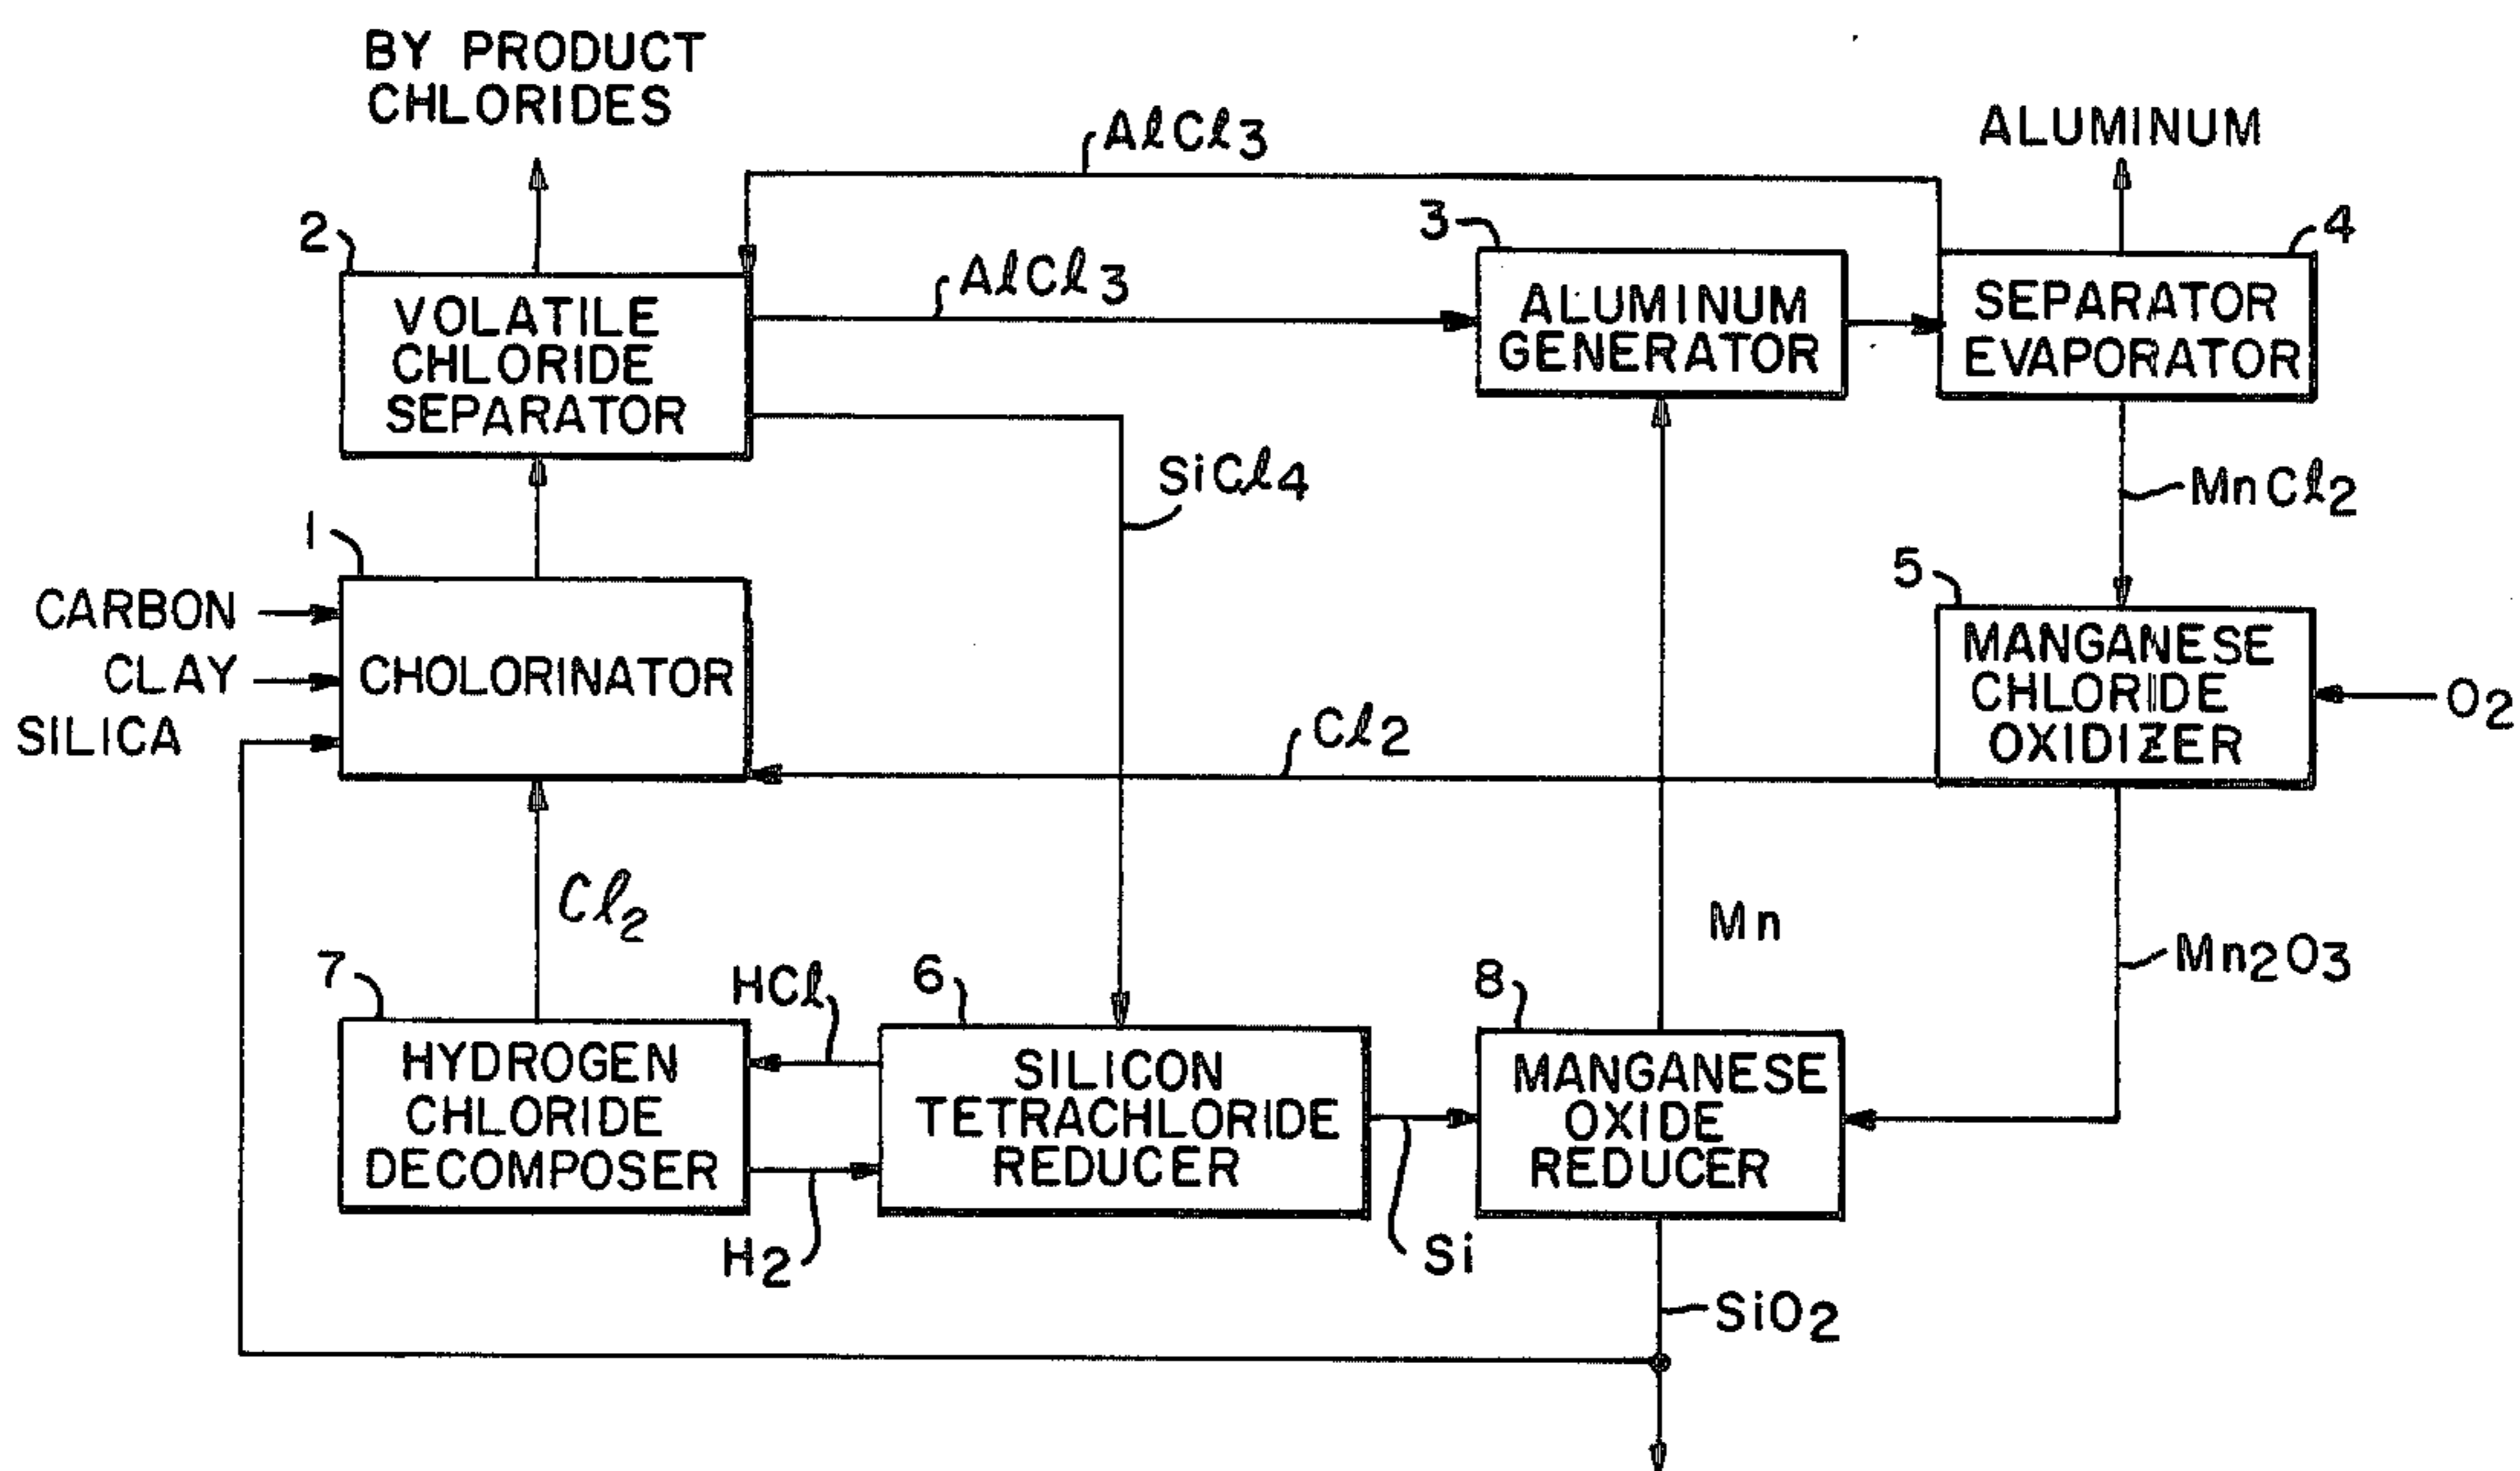 BY PRODUCT
CHLORIDES
AlCl3
ALUMINUM
2
AlCl3
3
4
VOLATILE
CHLORIDE
SEPARATOR
ALUMINUM
GENERATOR
SEPARATOR
EVAPORATOR
SiCl4
MnCl2
1
5
CARBON
CLAY
SILICA
CHOLORINATOR
Cl2
MANGANESE
CHLORIDE
OXIDIZER
O2
Cl2
Mn
Mn2O3
7
HCl
6
8
HYDROGEN
CHLORIDE
DECOMPOSER
SILICON
TETRACHLORIDE
REDUCER
MANGANESE
OXIDE
REDUCER
H2
Si
SiO2